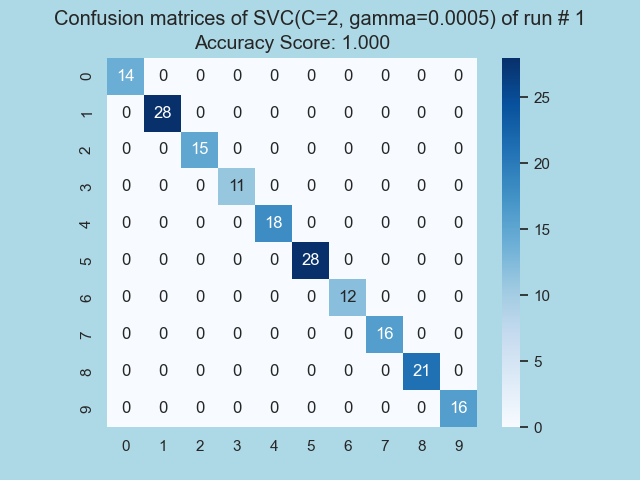 Confusion matrices of SVC(C=2, gamma=0.0005) of run # 1
Accuracy Score: 1.000
0 14 0 0 0 0 0 0 0 0 0
1 0 28 0 0 0 0 0 0 0 0
2 0 0 15 0 0 0 0 0 0 0
3 0 0 0 11 0 0 0 0 0 0
4 0 0 0 0 18 0 0 0 0 0
5 0 0 0 0 0 28 0 0 0 0
6 0 0 0 0 0 0 12 0 0 0
7 0 0 0 0 0 0 0 16 0 0
8 0 0 0 0 0 0 0 0 21 0
9 0 0 0 0 0 0 0 0 0 16
0 1 2 3 4 5 6 7 8 9
25
20
15
10
5
0